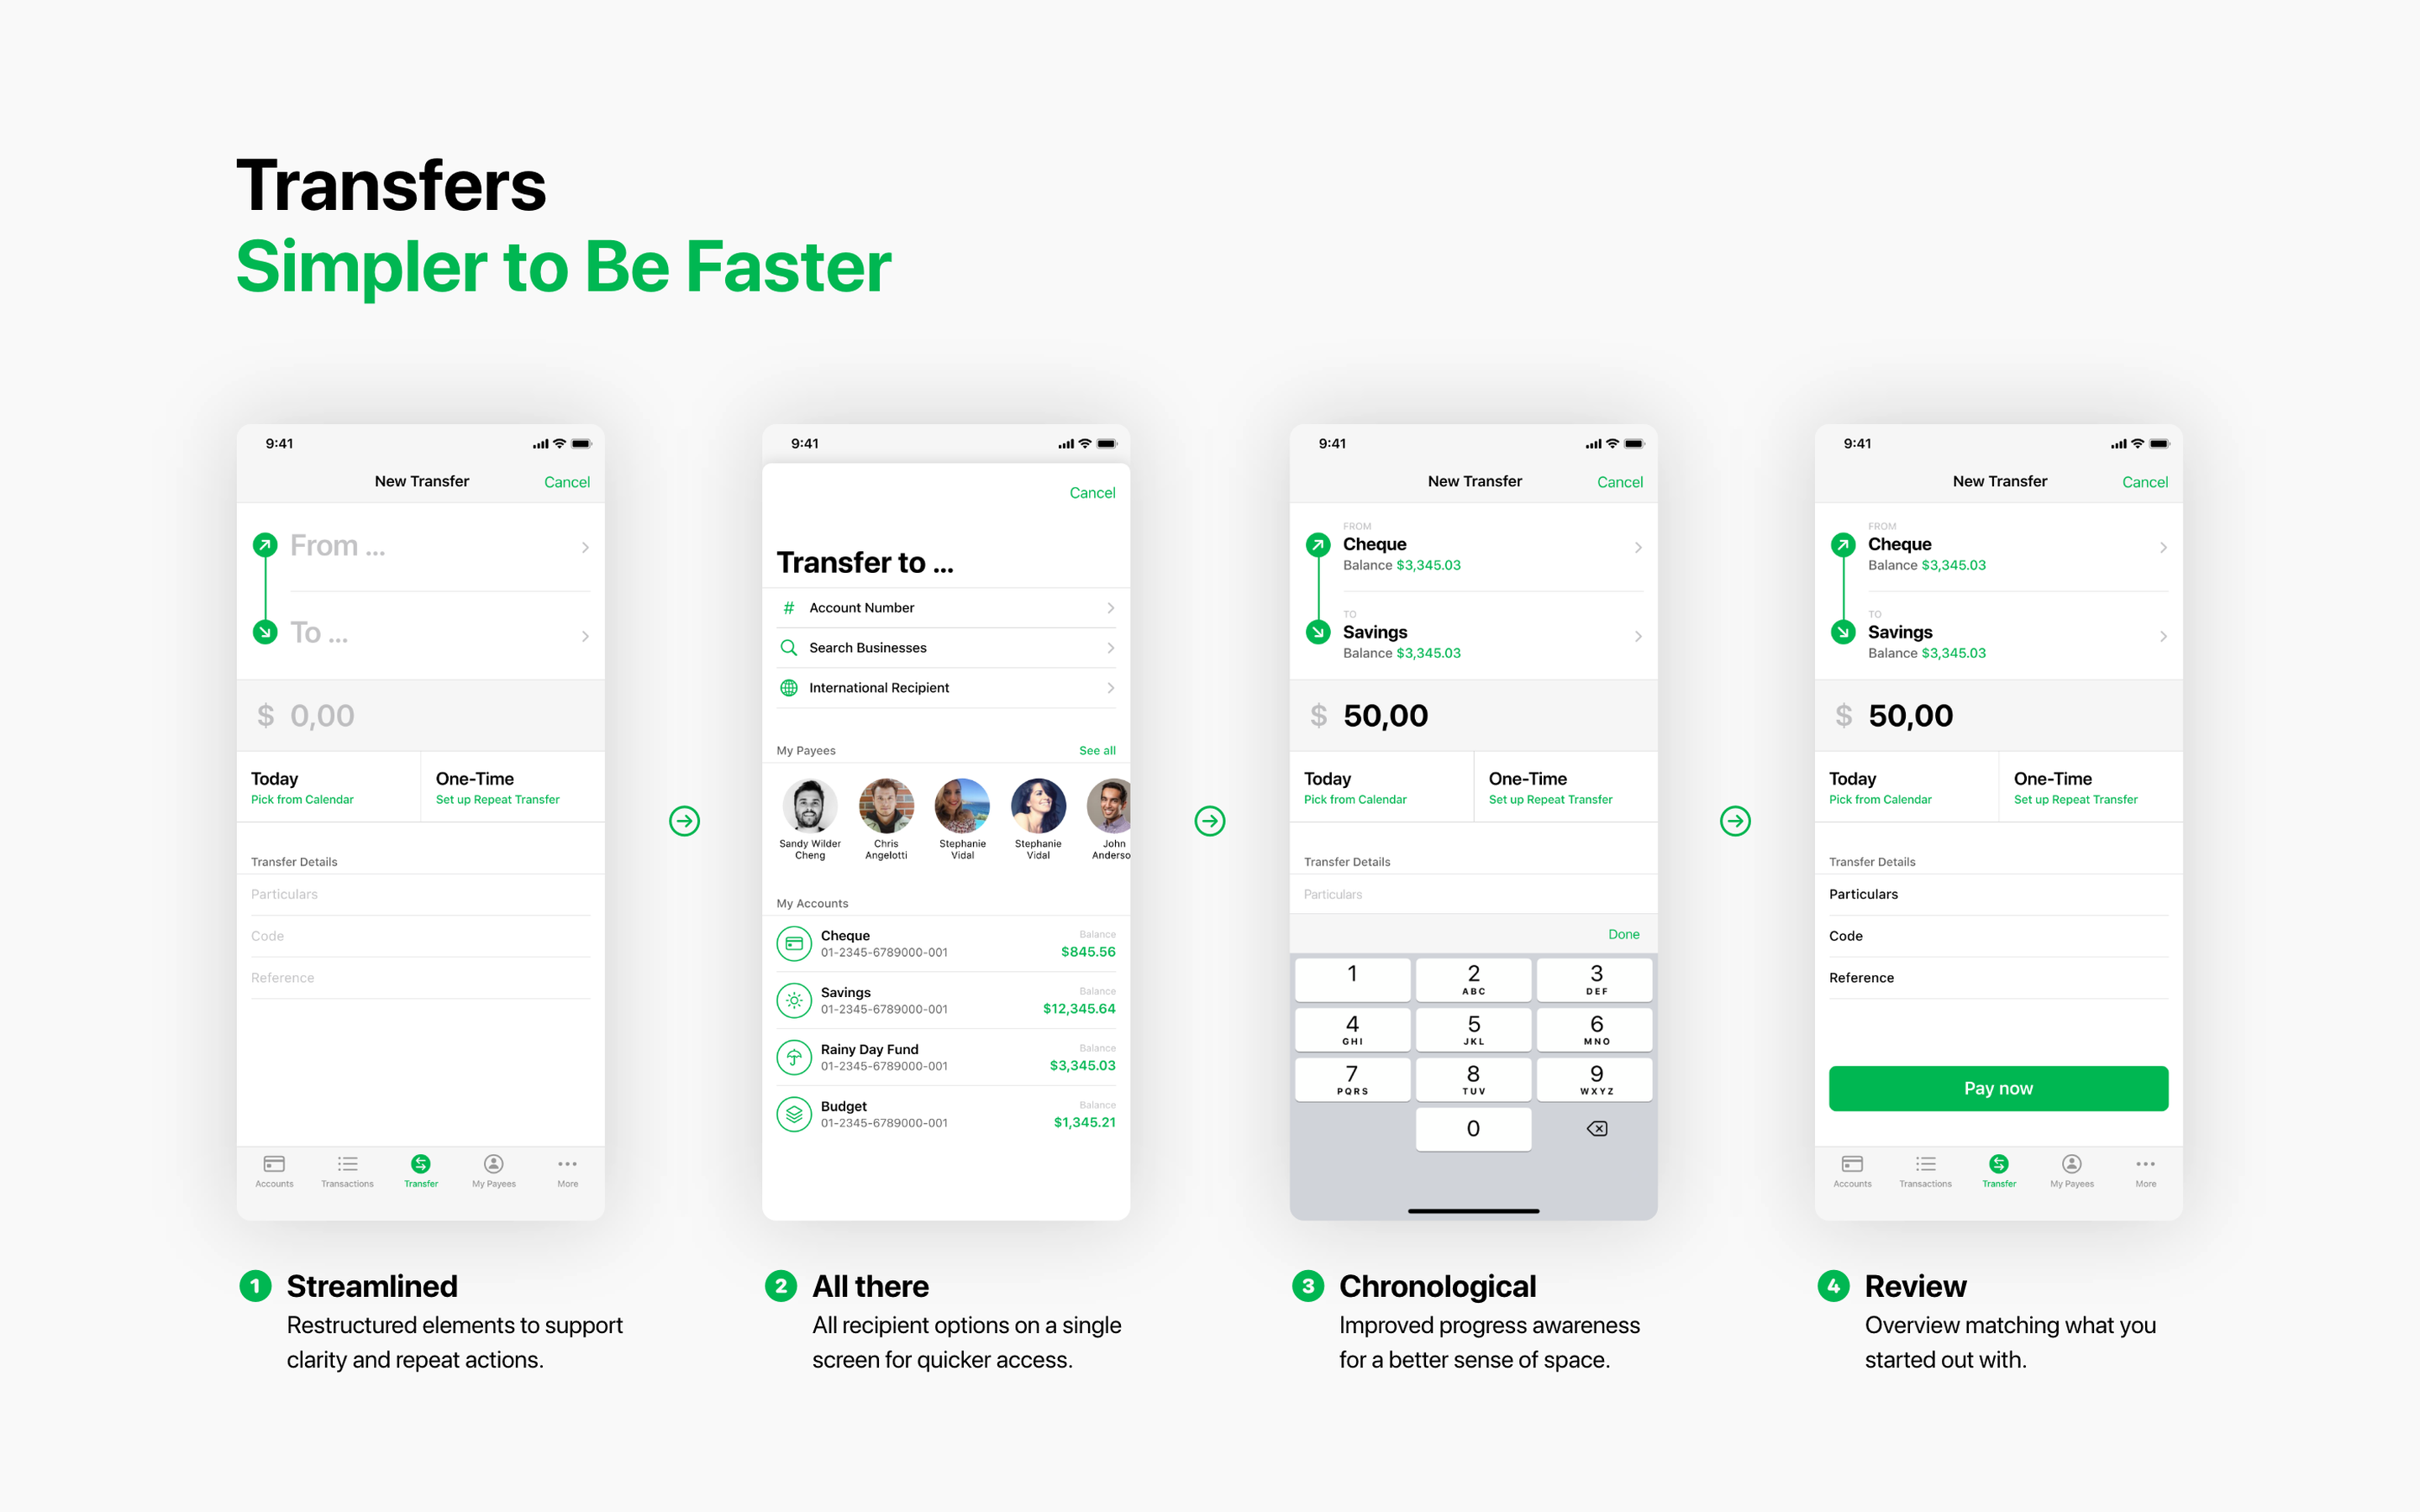 Transfers
Simpler to Be Faster
9:41
New Transfer
Cancel
From ...
To ...
$ 0,00
Today
Pick from Calendar
One-Time
Set up Repeat Transfer
Transfer Details
Particulars
Code
Reference
Accounts
Transactions
Transfer
My Payees
More
1 Streamlined
Restructured elements to support
clarity and repeat actions.
9:41
Cancel
Transfer to ...
# Account Number
Search Businesses
International Recipient
My Payees
See all
Sandy Wilder
Cheng
Chris
Angelotti
Stephanie
Vidal
Stephanie
Vidal
John
Anderso
My Accounts
Cheque
01-2345-6789000-001
Balance
$845.56
Savings
01-2345-6789000-001
Balance
$12,345.64
Rainy Day Fund
01-2345-6789000-001
Balance
$3,345.03
Budget
01-2345-6789000-001
Balance
$1,345.21
2 All there
All recipient options on a single
screen for quicker access.
9:41
New Transfer
Cancel
FROM
Cheque
Balance $3,345.03
TO
Savings
Balance $3,345.03
$ 50,00
Today
Pick from Calendar
One-Time
Set up Repeat Transfer
Transfer Details
Particulars
Done
1
2
ABC
3
DEF
4
GHI
5
JKL
6
MNO
7
PQRS
8
TUV
9
WXYZ
0
3 Chronological
Improved progress awareness
for a better sense of space.
9:41
New Transfer
Cancel
FROM
Cheque
Balance $3,345.03
TO
Savings
Balance $3,345.03
$ 50,00
Today
Pick from Calendar
One-Time
Set up Repeat Transfer
Transfer Details
Particulars
Code
Reference
Pay now
Accounts
Transactions
Transfer
My Payees
More
4 Review
Overview matching what you
started out with.